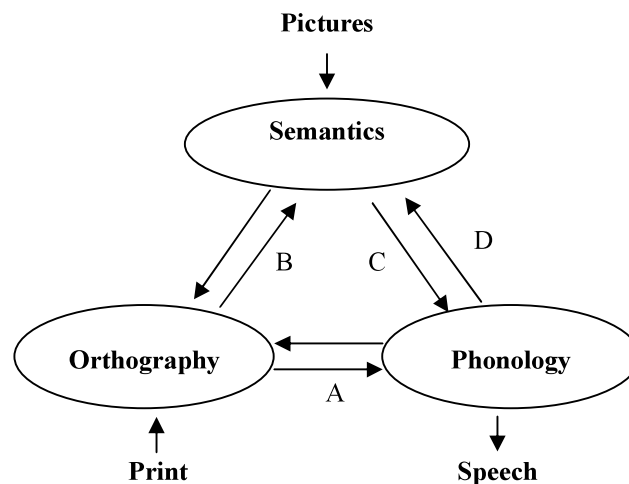 Pictures
Semantics
B
C
D
Orthography
Phonology
A
Print
Speech